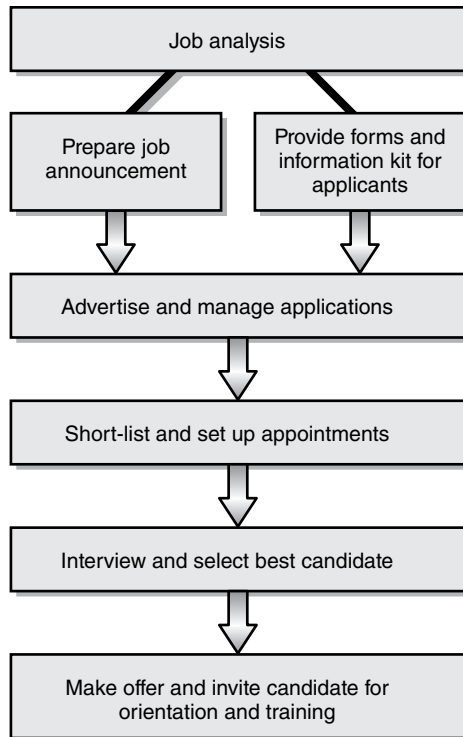 Job analysis
Prepare job
announcement
Provide forms and
information kit for
applicants
Advertise and manage applications
Short-list and set up appointments
Interview and select best candidate
Make offer and invite candidate for
orientation and training